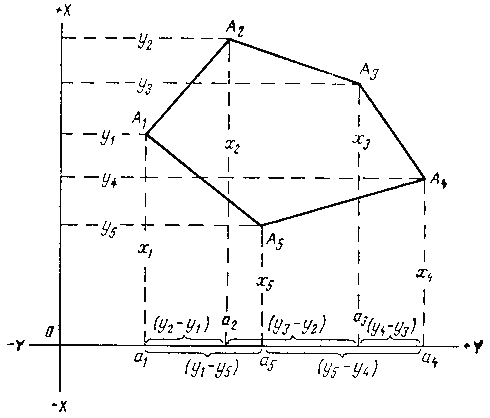 +X
y₂
A₂
y₃
A₃
A₁
y₁
x₂
x₃
y₄
A₄
y₅
A₅
x₁
x₅
x₄
0
(y₂-y₁)
a₂
(y₃-y₂)
a₃
(y₄-y₃)
-Y
+Y
a₁
(y₁-y₅)
a₅
(y₅-y₄)
a₄
-X